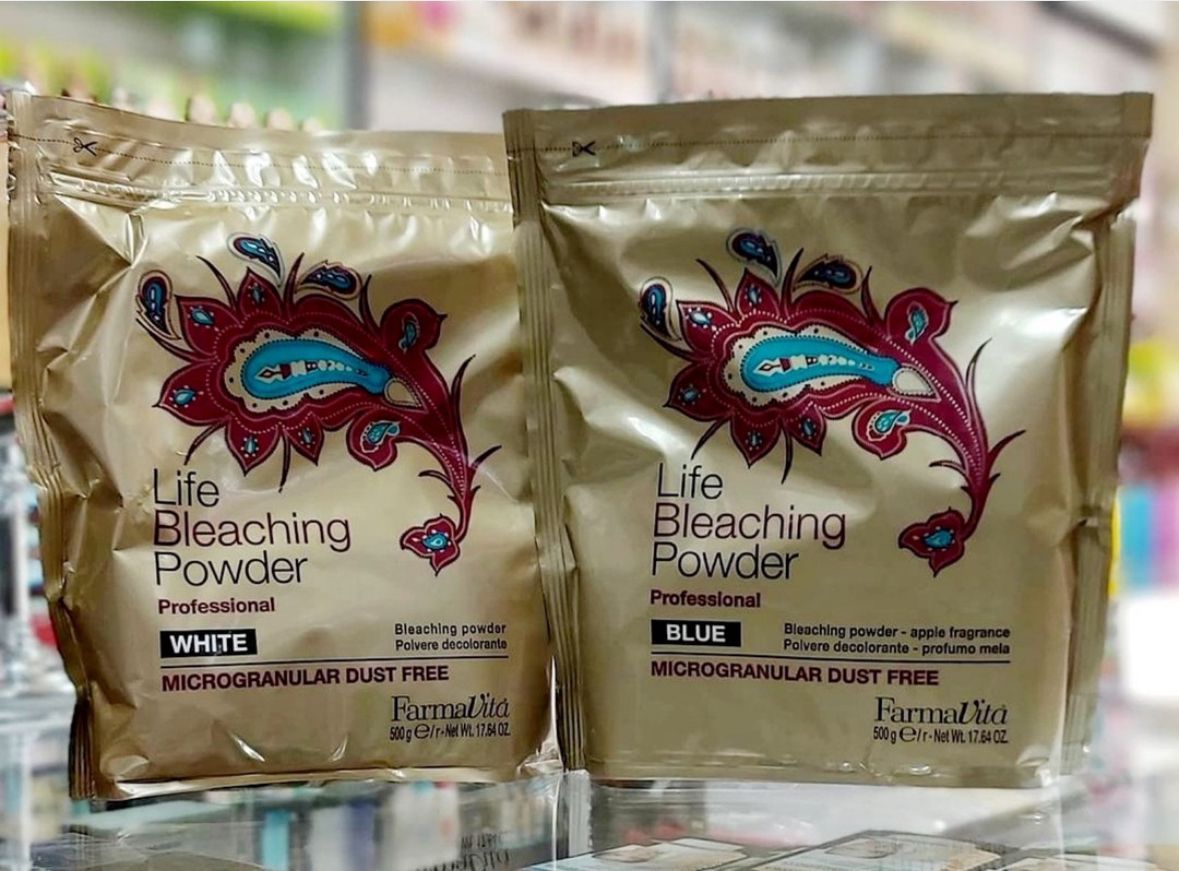 Life
Bleaching
Powder
Professional
WHITE
Bleaching powder
Polvere decolorante
MICROGRANULAR DUST FREE
FarmaVita
500 g e/r - Net Wt. 17.64 OZ.
Life
Bleaching
Powder
Professional
BLUE
Bleaching powder - apple fragrance
Polvere decolorante - profumo mela
MICROGRANULAR DUST FREE
FarmaVita
500 g e/r - Net Wt. 17.64 OZ.